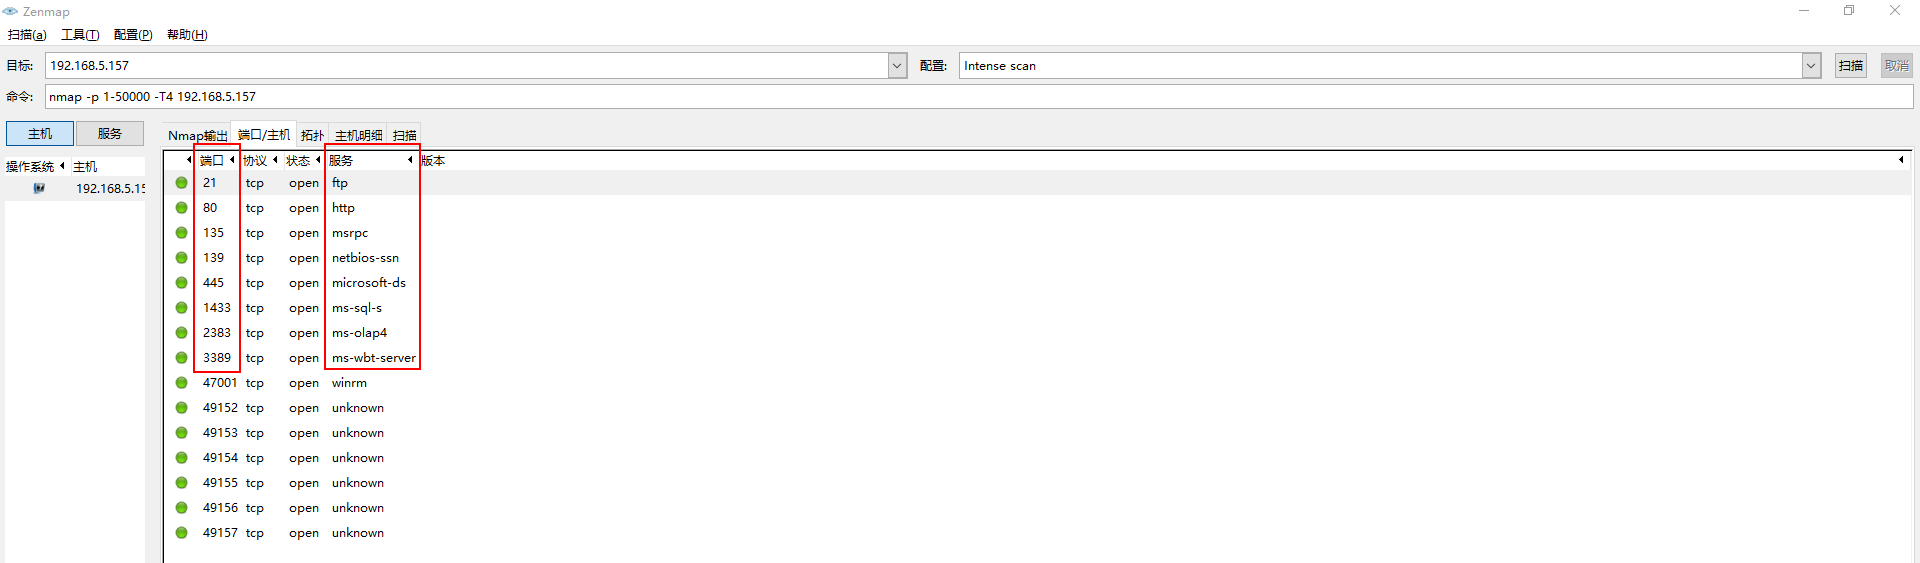 Zenmap
扫描(a) 工具(T) 配置(P) 帮助(H)
目标: 192.168.5.157 配置: Intense scan 扫描 取消
命令: nmap -p 1-50000 -T4 192.168.5.157
主机 服务 Nmap输出 端口/主机 拓扑 主机明细 扫描
操作系统 主机 端口 协议 状态 服务 版本
192.168.5.15 21 tcp open ftp
80 tcp open http
135 tcp open msrpc
139 tcp open netbios-ssn
445 tcp open microsoft-ds
1433 tcp open ms-sql-s
2383 tcp open ms-olap4
3389 tcp open ms-wbt-server
47001 tcp open winrm
49152 tcp open unknown
49153 tcp open unknown
49154 tcp open unknown
49155 tcp open unknown
49156 tcp open unknown
49157 tcp open unknown